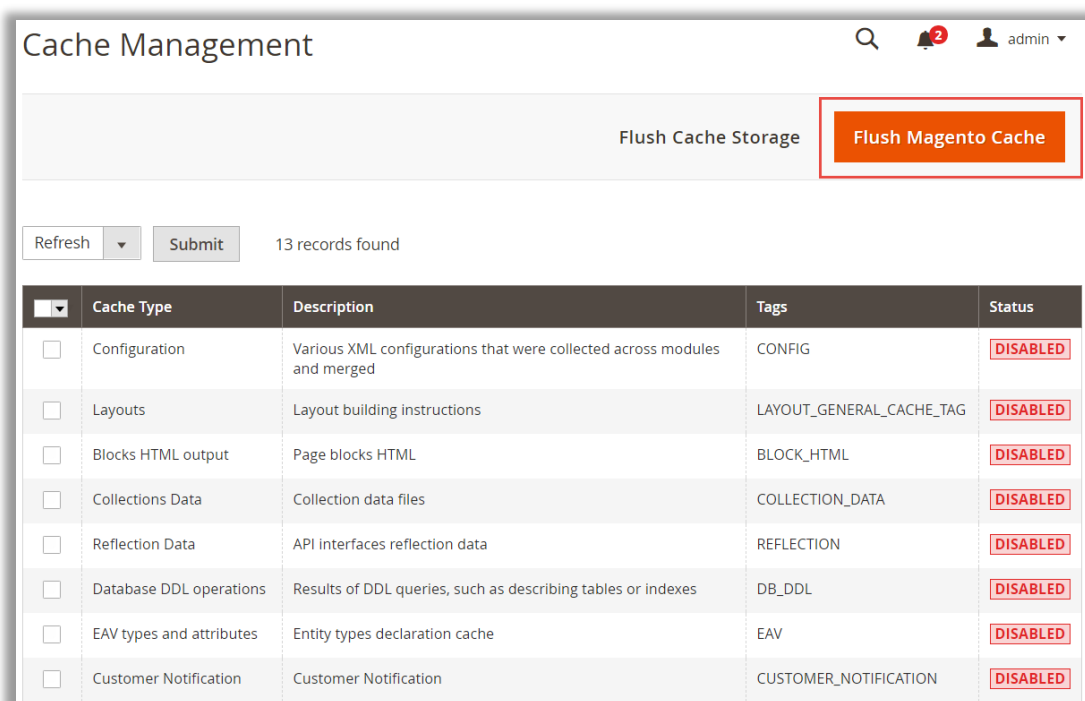 Cache Management
2
admin
Flush Cache Storage
Flush Magento Cache
Refresh
Submit
13 records found
Cache Type Description Tags Status
Configuration Various XML configurations that were collected across modules CONFIG DISABLED
and merged
Layouts Layout building instructions LAYOUT_GENERAL_CACHE_TAG DISABLED
Blocks HTML output Page blocks HTML BLOCK_HTML DISABLED
Collections Data Collection data files COLLECTION_DATA DISABLED
Reflection Data API interfaces reflection data REFLECTION DISABLED
Database DDL operations Results of DDL queries, such as describing tables or indexes DB_DDL DISABLED
EAV types and attributes Entity types declaration cache EAV DISABLED
Customer Notification Customer Notification CUSTOMER_NOTIFICATION DISABLED